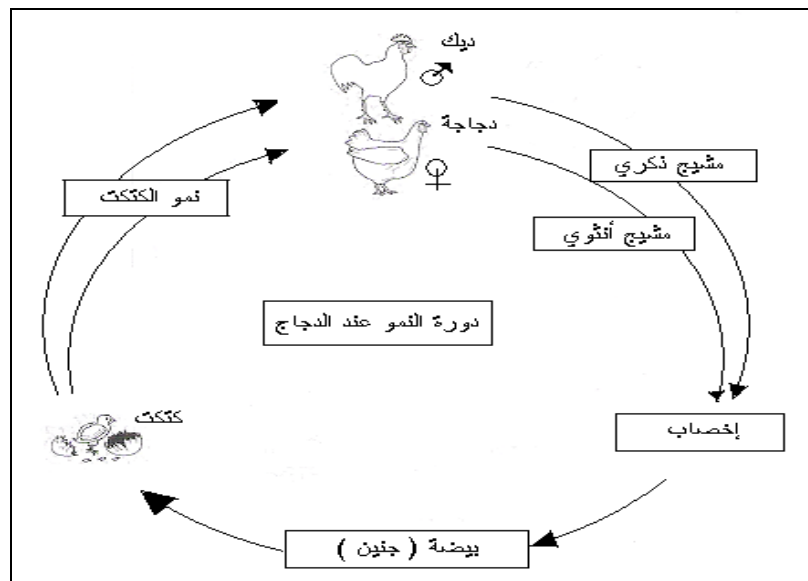 ديك
دجاجة
مشيج ذكري
نمو الكتكت
مشيج أنثوي
دورة النمو عند الدجاج
كتكت
إخصاب
بيضة ( جنين )